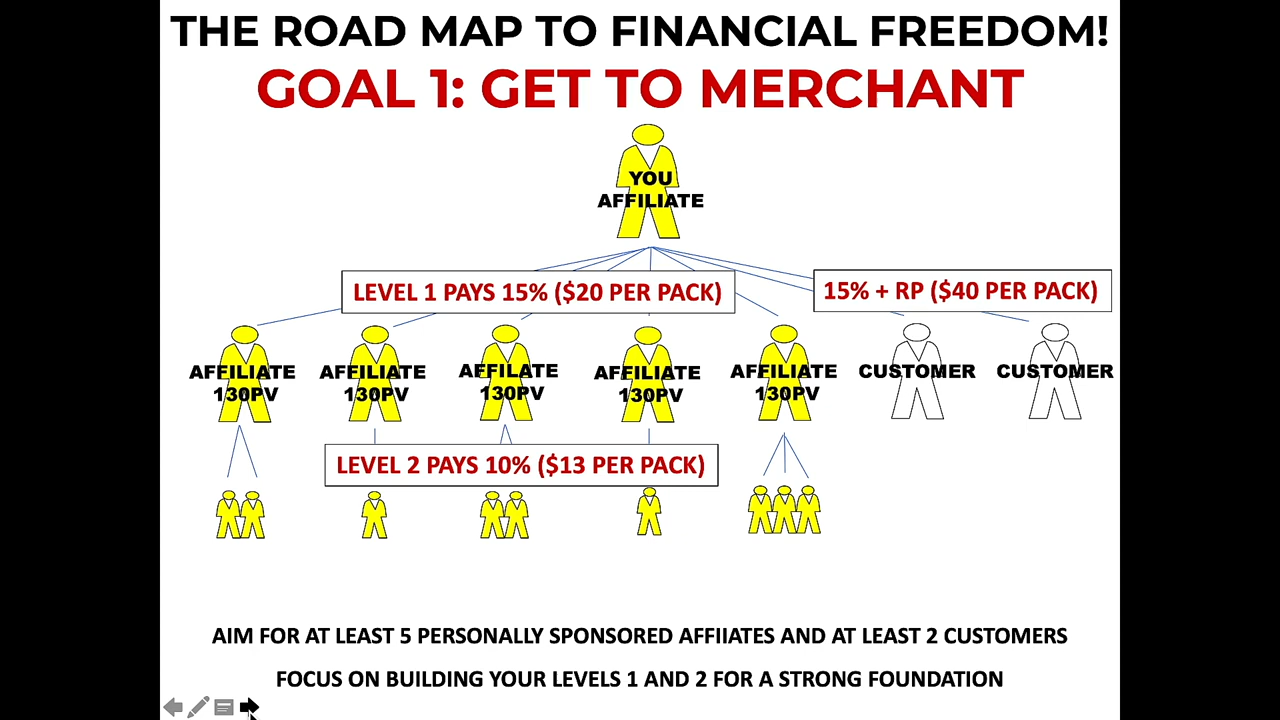 THE ROAD MAP TO FINANCIAL FREEDOM!
GOAL 1: GET TO MERCHANT
YOU
AFFILIATE
LEVEL 1 PAYS 15% ($20 PER PACK)
15% + RP ($40 PER PACK)
AFFILIATE
130PV
AFFILIATE
130PV
AFFILATE
130PV
AFFILIATE
130PV
AFFILIATE
130PV
CUSTOMER
CUSTOMER
LEVEL 2 PAYS 10% ($13 PER PACK)
AIM FOR AT LEAST 5 PERSONALLY SPONSORED AFFIIATES AND AT LEAST 2 CUSTOMERS
FOCUS ON BUILDING YOUR LEVELS 1 AND 2 FOR A STRONG FOUNDATION